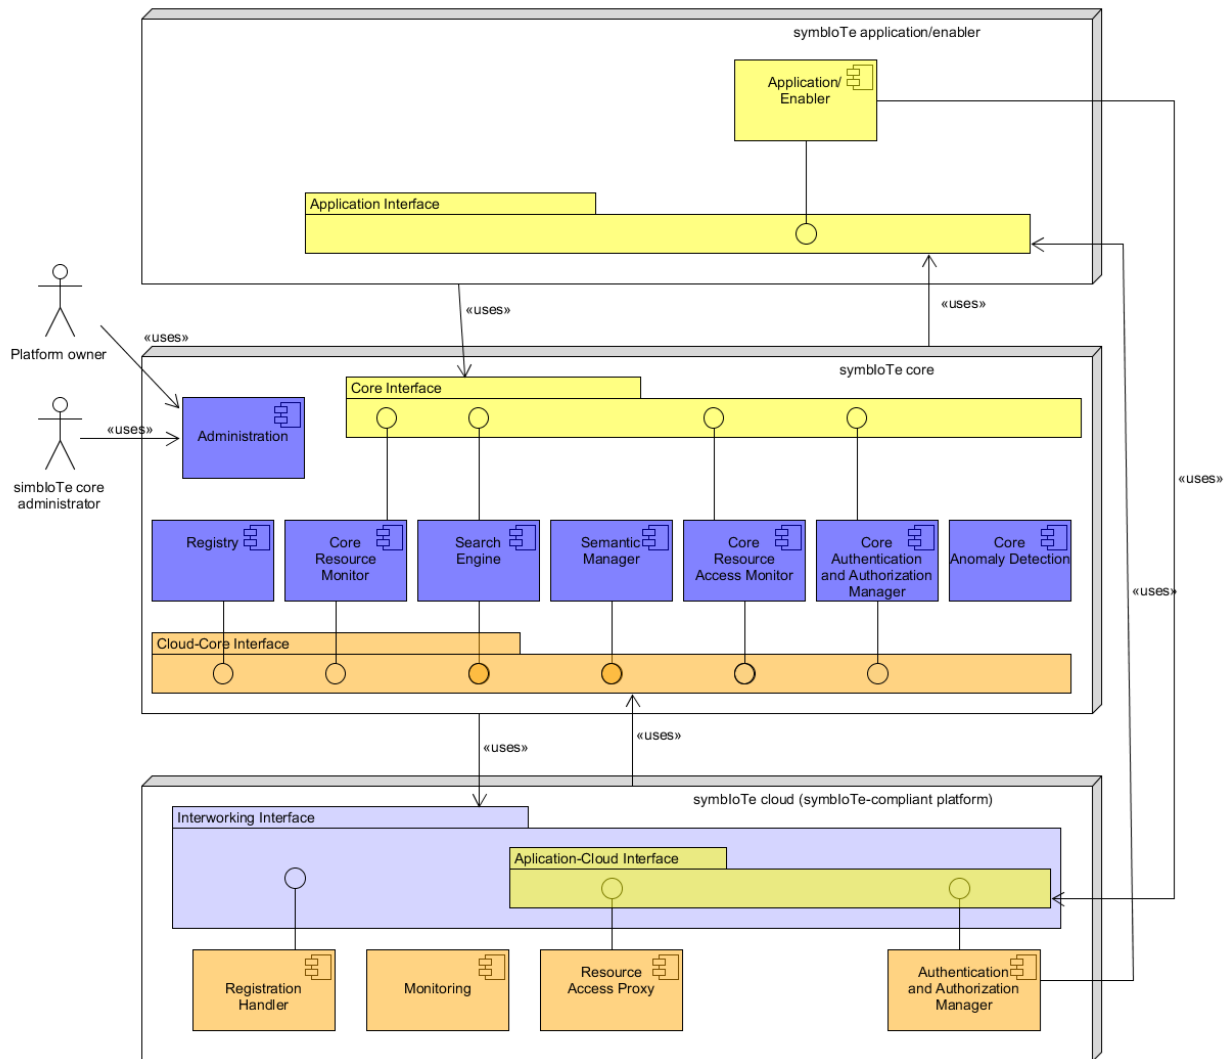 symbIoTe application/enabler
Application/
Enabler
Application Interface
«uses»
«uses»
Platform owner
«uses»
symbIoTe core
Core Interface
Administration
«uses»
simbIoTe core
administrator
«uses»
Registry
Core
Resource
Monitor
Search
Engine
Semantic
Manager
Core
Resource
Access Monitor
Core
Authentication
and Authorization
Manager
Core
Anomaly Detection
«uses»
Cloud-Core Interface
«uses»
«uses»
symbIoTe cloud (symbIoTe-compliant platform)
Interworking Interface
Aplication-Cloud Interface
Registration
Handler
Monitoring
Resource
Access Proxy
Authentication
and Authorization
Manager